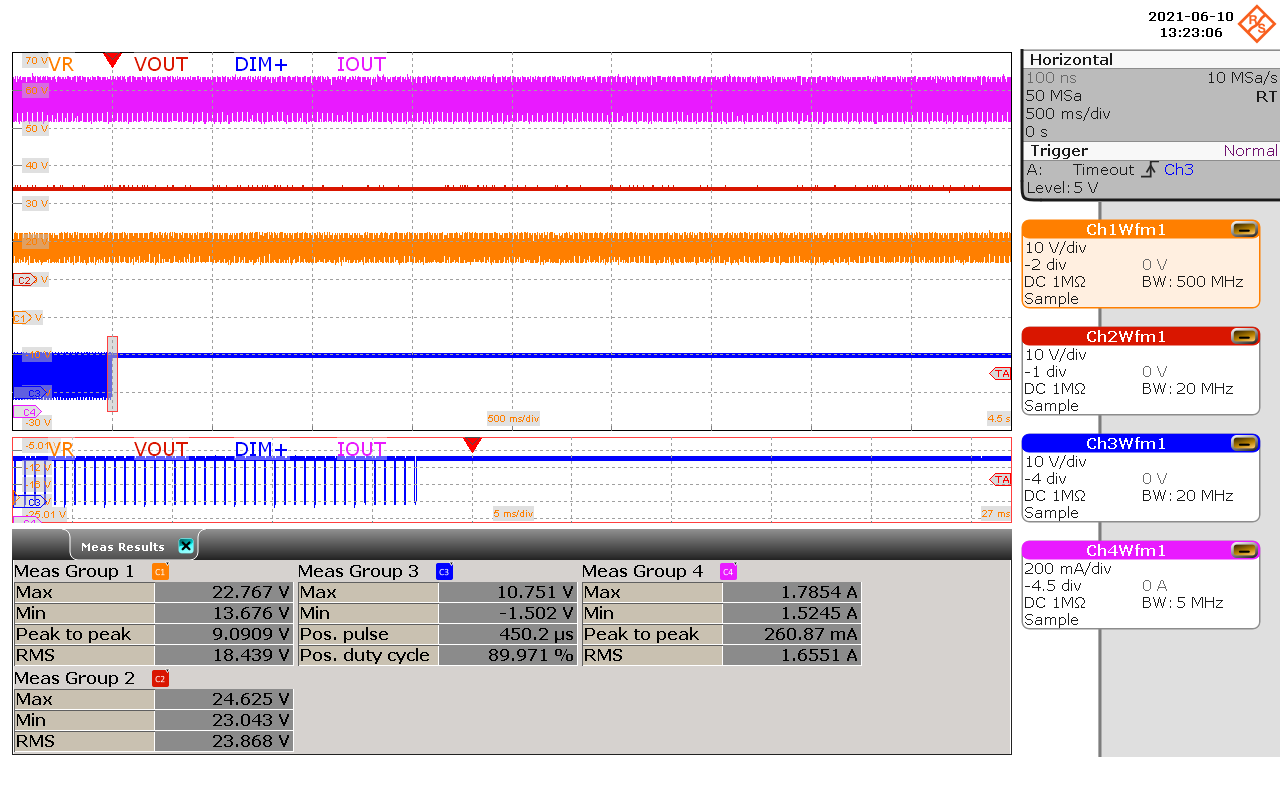 2021-06-10
13:23:06
R&S
VR VOUT DIM+ IOUT
70 V
60 V
50 V
40 V
30 V
20 V
C2 0 V
C1 V
-10 V
C3
C4
-30 V
TA
500 ms/div
4.5 s
VR VOUT DIM+ IOUT
-5.01
-12 V
TA
C3
C4
-25.01 V
5 ms/div
27 ms
Horizontal
100 ns 10 MSa/s
50 MSa RT
500 ms/div
0 s
Trigger Normal
A: Timeout Ch3
Level: 5 V
Ch1Wfm1
10 V/div
-2 div 0 V
DC 1MΩ BW: 500 MHz
Sample
Ch2Wfm1
10 V/div
-1 div 0 V
DC 1MΩ BW: 20 MHz
Sample
Ch3Wfm1
10 V/div
-4 div 0 V
DC 1MΩ BW: 20 MHz
Sample
Ch4Wfm1
200 mA/div
-4.5 div 0 A
DC 1MΩ BW: 5 MHz
Sample
Meas Results
Meas Group 1 C1
Max 22.767 V
Min 13.676 V
Peak to peak 9.0909 V
RMS 18.439 V
Meas Group 3 C3
Max 10.751 V
Min -1.502 V
Pos. pulse 450.2 µs
Pos. duty cycle 89.971 %
Meas Group 4 C4
Max 1.7854 A
Min 1.5245 A
Peak to peak 260.87 mA
RMS 1.6551 A
Meas Group 2 C2
Max 24.625 V
Min 23.043 V
RMS 23.868 V